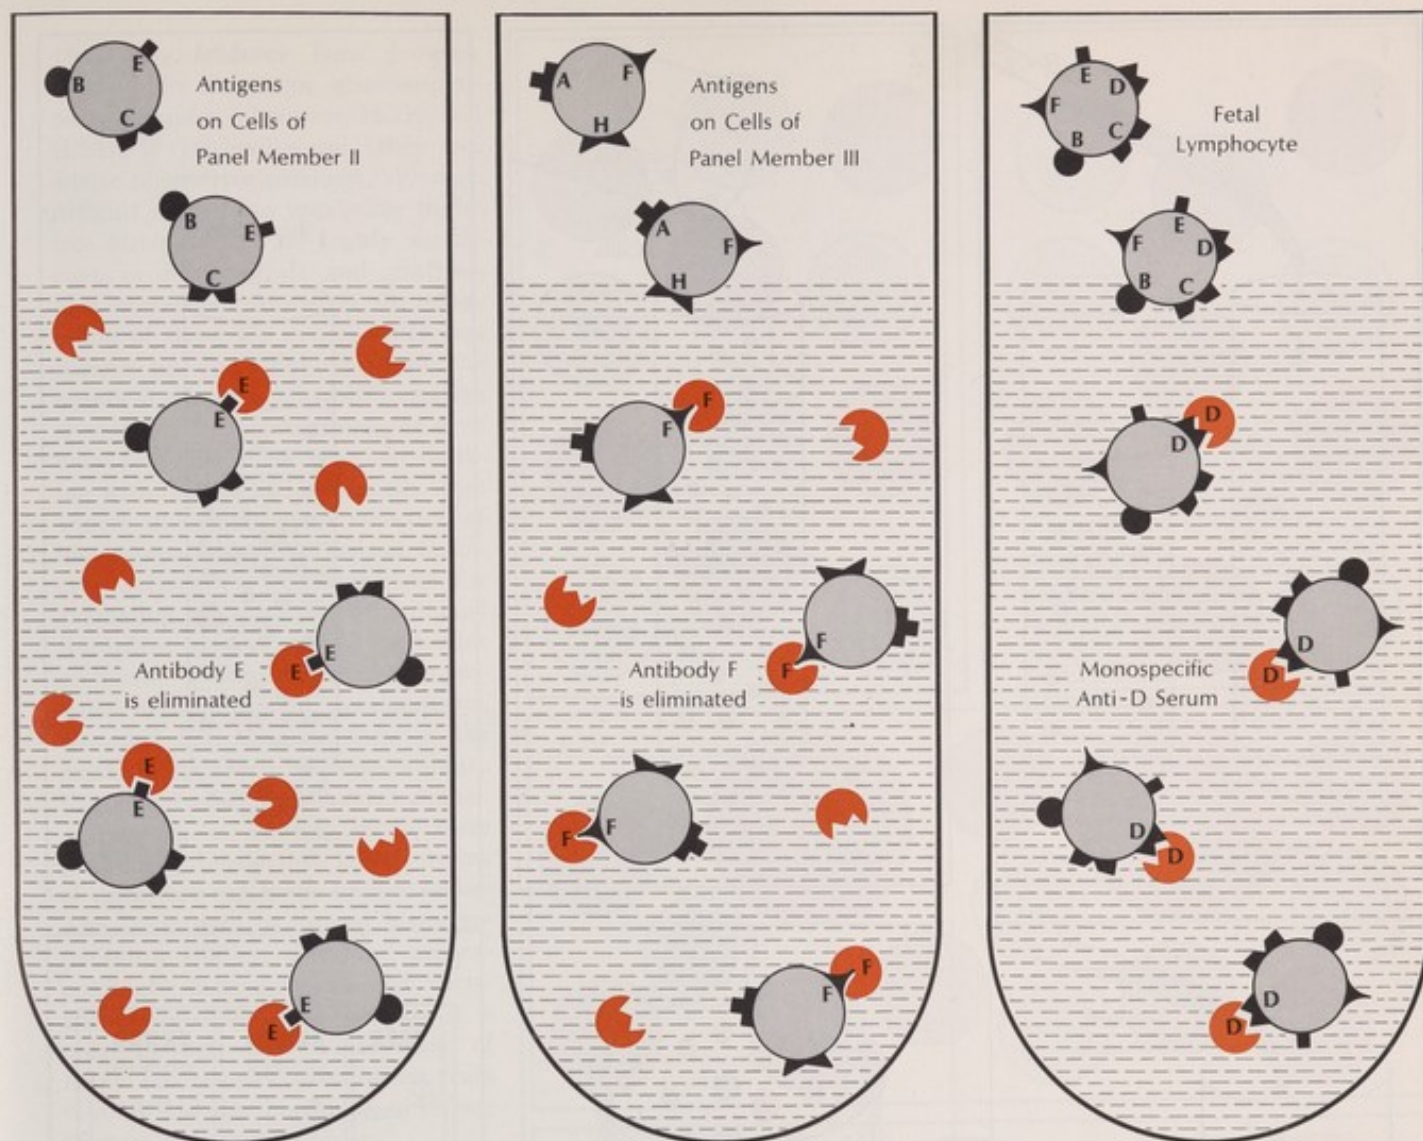 E
B
C
Antigens
on Cells of
Panel Member II
B
E
C
E
E
E
E
Antibody E
is eliminated
E
E
E
E
A
F
H
Antigens
on Cells of
Panel Member III
A
F
H
F
F
F
F
Antibody F
is eliminated
F
F
F
F
E
D
F
C
B
Fetal
Lymphocyte
E
F
D
B
C
D
D
D
D
Monospecific
Anti-D Serum
D
D
D
D